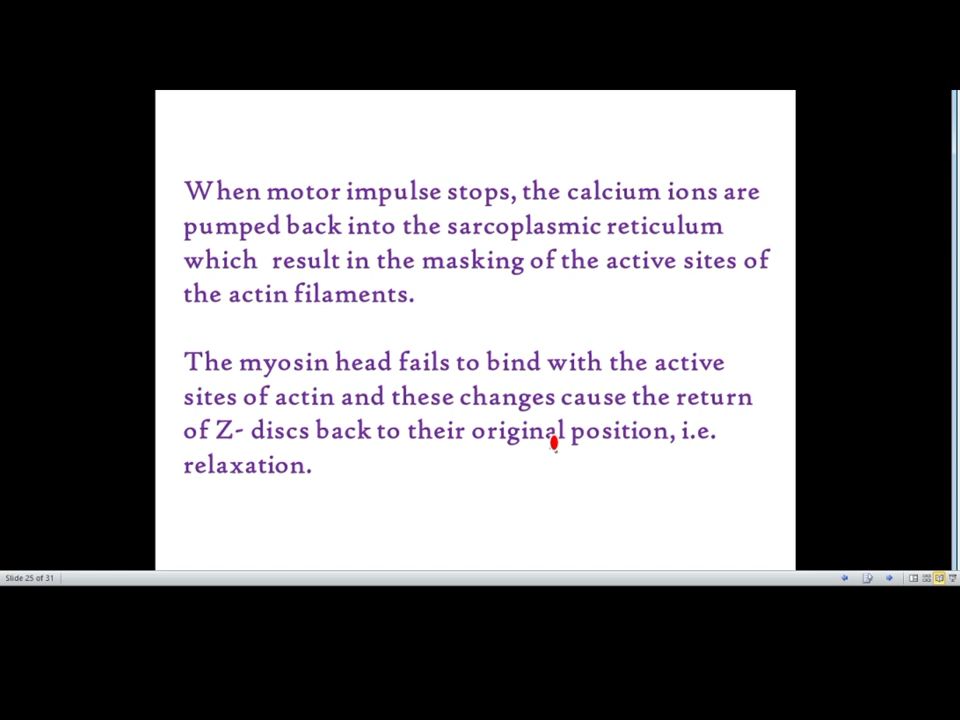 When motor impulse stops, the calcium ions are
pumped back into the sarcoplasmic reticulum
which  result in the masking of the active sites of
the actin filaments.
The myosin head fails to bind with the active
sites of actin and these changes cause the return
of Z- discs back to their original position, i.e.
relaxation.
Slide 25 of 31